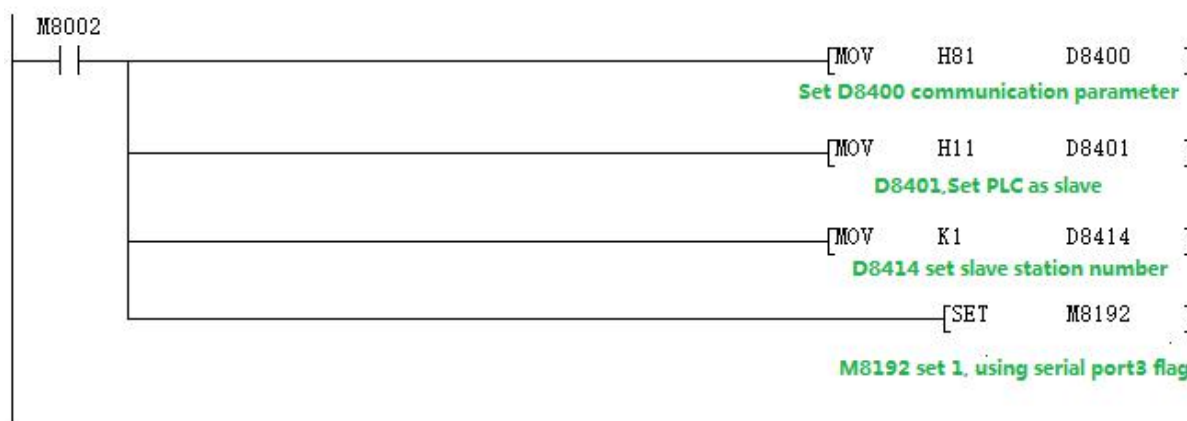 M8002
MOV H81 D8400
Set D8400 communication parameter
MOV H11 D8401
D8401,Set PLC as slave
MOV K1 D8414
D8414 set slave station number
SET M8192
M8192 set 1, using serial port3 flag